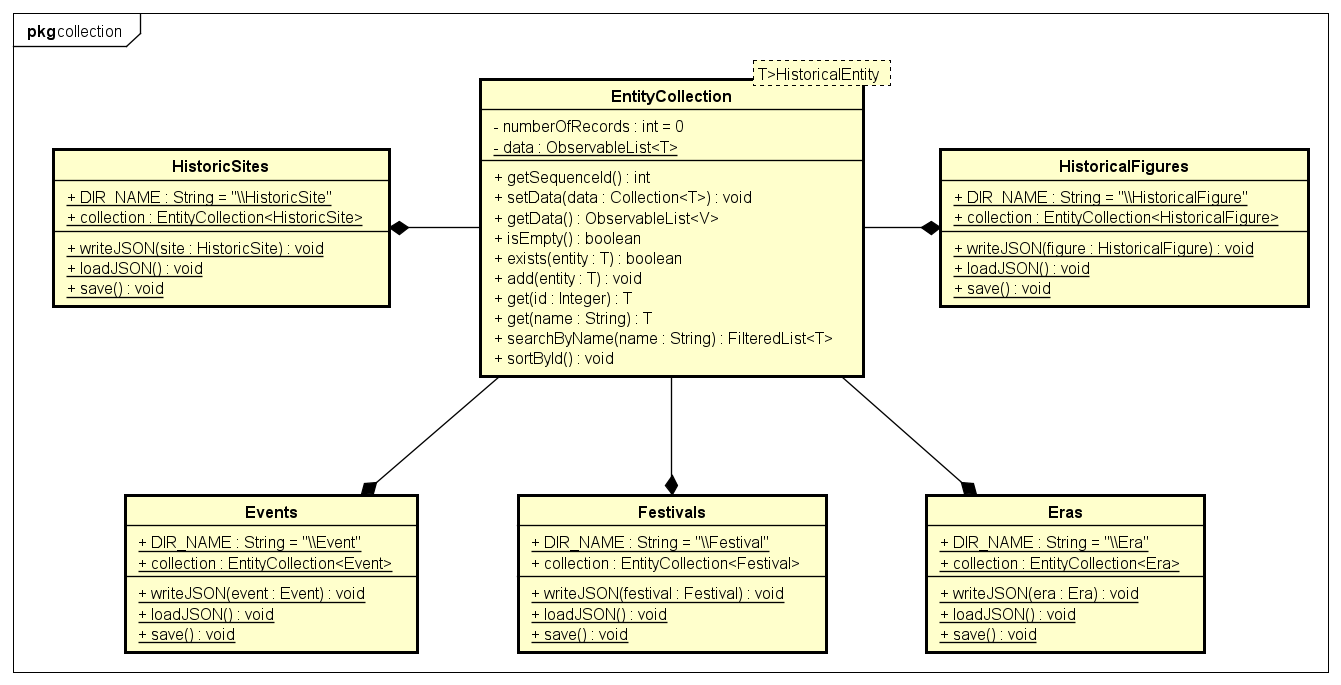 pkg collection
T>HistoricalEntity
EntityCollection
- numberOfRecords : int = 0
- data : ObservableList<T>
+ getSequenceId() : int
+ setData(data : Collection<T>) : void
+ getData() : ObservableList<V>
+ isEmpty() : boolean
+ exists(entity : T) : boolean
+ add(entity : T) : void
+ get(id : Integer) : T
+ get(name : String) : T
+ searchByName(name : String) : FilteredList<T>
+ sortById() : void
HistoricSites
+ DIR_NAME : String = "\\HistoricSite"
+ collection : EntityCollection<HistoricSite>
+ writeJSON(site : HistoricSite) : void
+ loadJSON() : void
+ save() : void
HistoricalFigures
+ DIR_NAME : String = "\\HistoricalFigure"
+ collection : EntityCollection<HistoricalFigure>
+ writeJSON(figure : HistoricalFigure) : void
+ loadJSON() : void
+ save() : void
Events
+ DIR_NAME : String = "\\Event"
+ collection : EntityCollection<Event>
+ writeJSON(event : Event) : void
+ loadJSON() : void
+ save() : void
Festivals
+ DIR_NAME : String = "\\Festival"
+ collection : EntityCollection<Festival>
+ writeJSON(festival : Festival) : void
+ loadJSON() : void
+ save() : void
Eras
+ DIR_NAME : String = "\\Era"
+ collection : EntityCollection<Era>
+ writeJSON(era : Era) : void
+ loadJSON() : void
+ save() : void